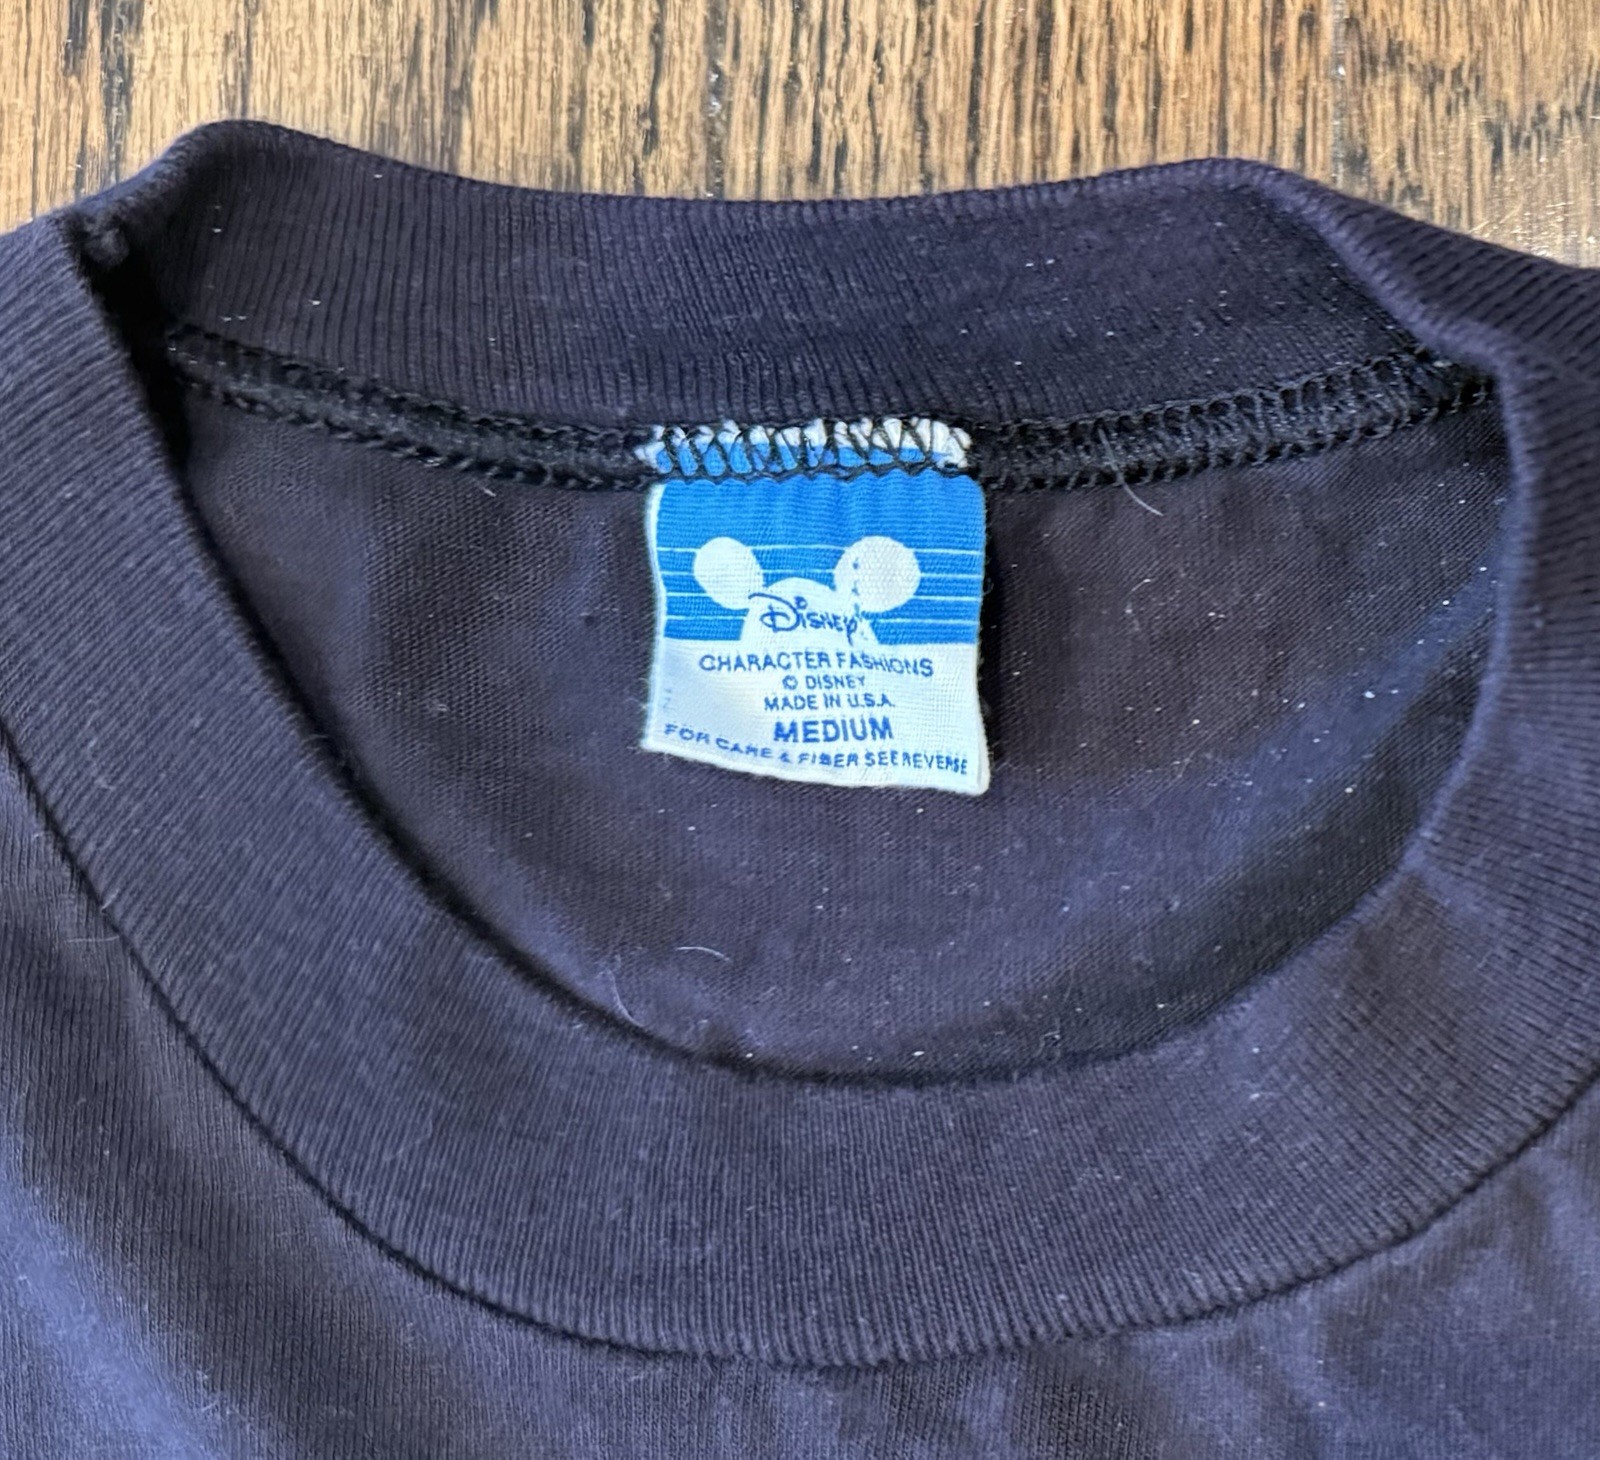 Disney
CHARACTER FASHIONS
© DISNEY
MADE IN U.S.A.
MEDIUM
FOR CARE & FIBER SEE REVERSE